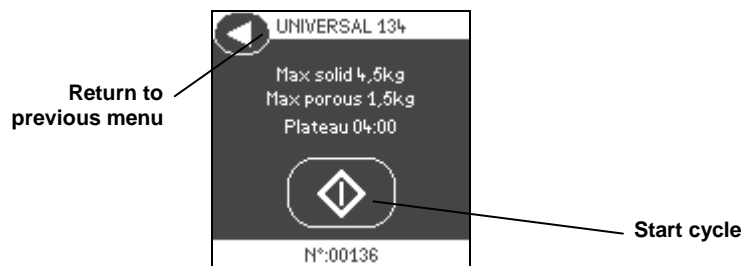 UNIVERSAL 134
Max solid 4,5kg
Max porous 1,5kg
Plateau 04:00
N°:00136
Return to
previous menu
Start cycle